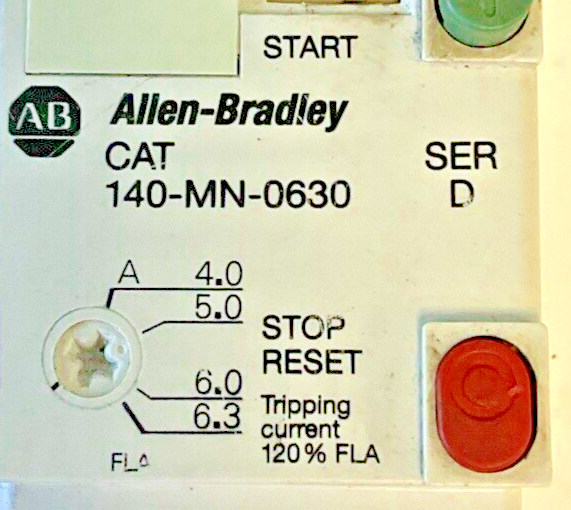 START
AB Allen-Bradley
CAT SER
140-MN-0630 D
A 4.0
5.0
STOP
RESET
6.0
6.3
Tripping
current
120% FLA
FLA